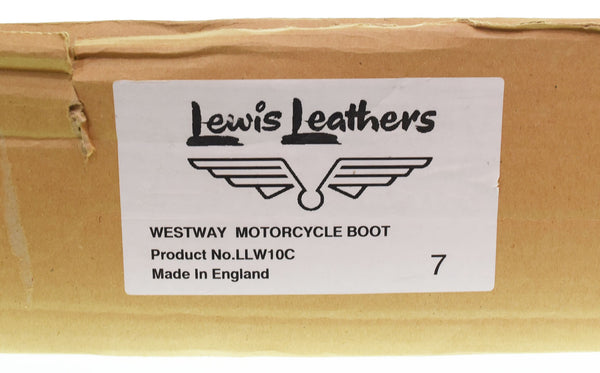 Lewis Leathers
WESTWAY MOTORCYCLE BOOT
Product No.LLW10C
Made In England
7